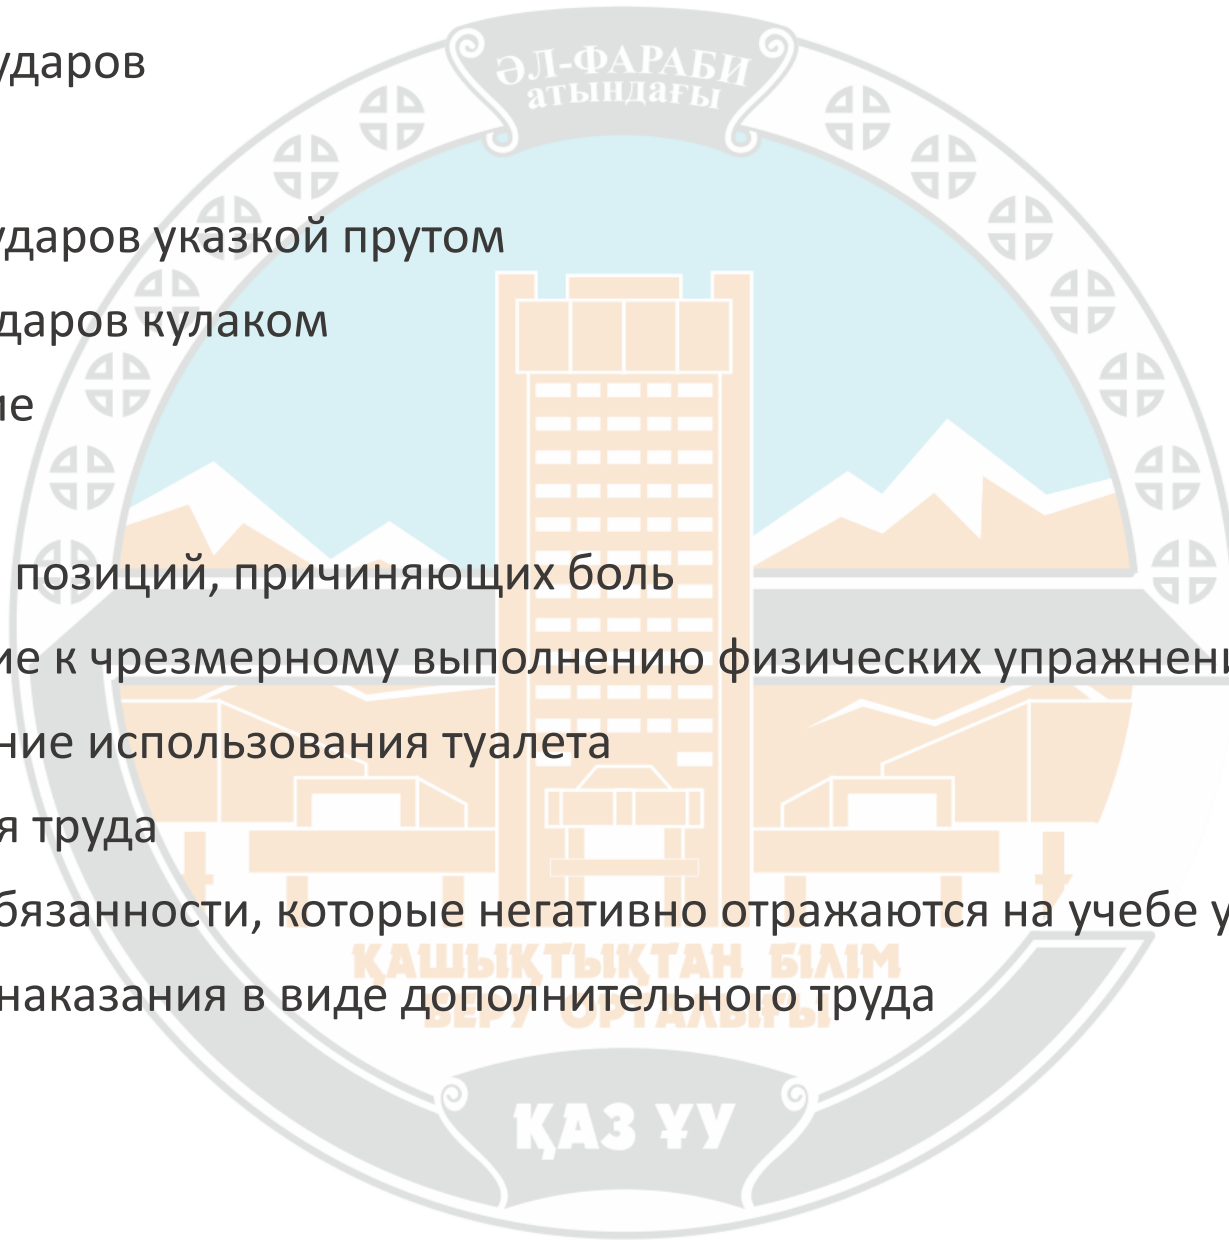 ӘЛ-ФАРАБИ
АТЫНДАҒЫ
ударов
ударов указкой прутом
даров кулаком
ие
позиций, причиняющих боль
ие к чрезмерному выполнению физических упражнени
ние использования туалета
я труда
бязанности, которые негативно отражаются на учебе у
наказания в виде дополнительного труда
ҚАШЫҚТЫҚТАН БІЛІМ
БЕРУ ОРТАЛЫҒЫ
ҚАЗ ҰУ